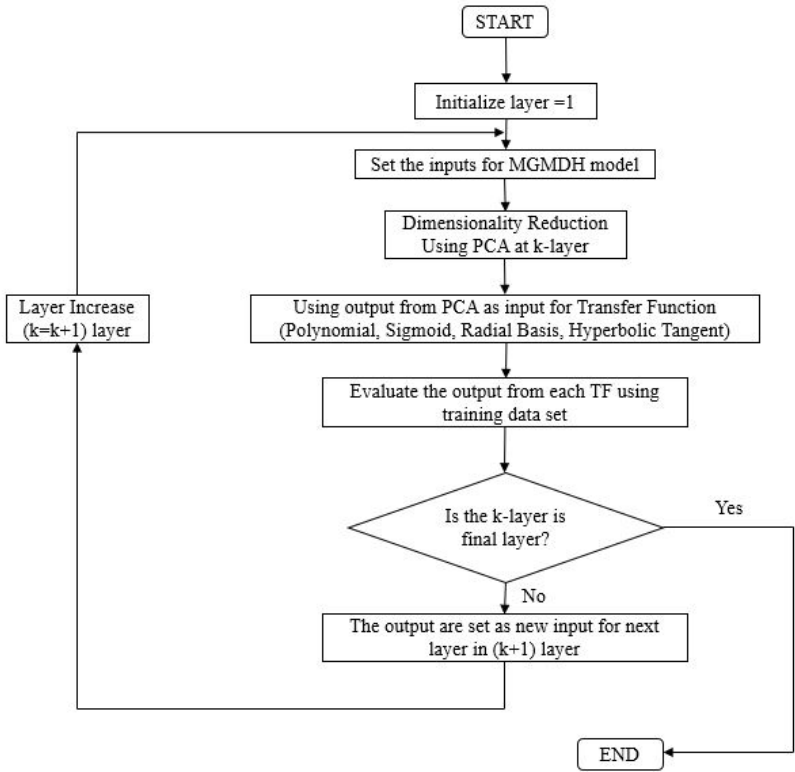 START
Initialize layer =1
Set the inputs for MGMDH model
Dimensionality Reduction
Using PCA at k-layer
Layer Increase
(k=k+1) layer
Using output from PCA as input for Transfer Function
(Polynomial, Sigmoid, Radial Basis, Hyperbolic Tangent)
Evaluate the output from each TF using
training data set
Is the k-layer is
final layer?
Yes
No
The output are set as new input for next
layer in (k+1) layer
END